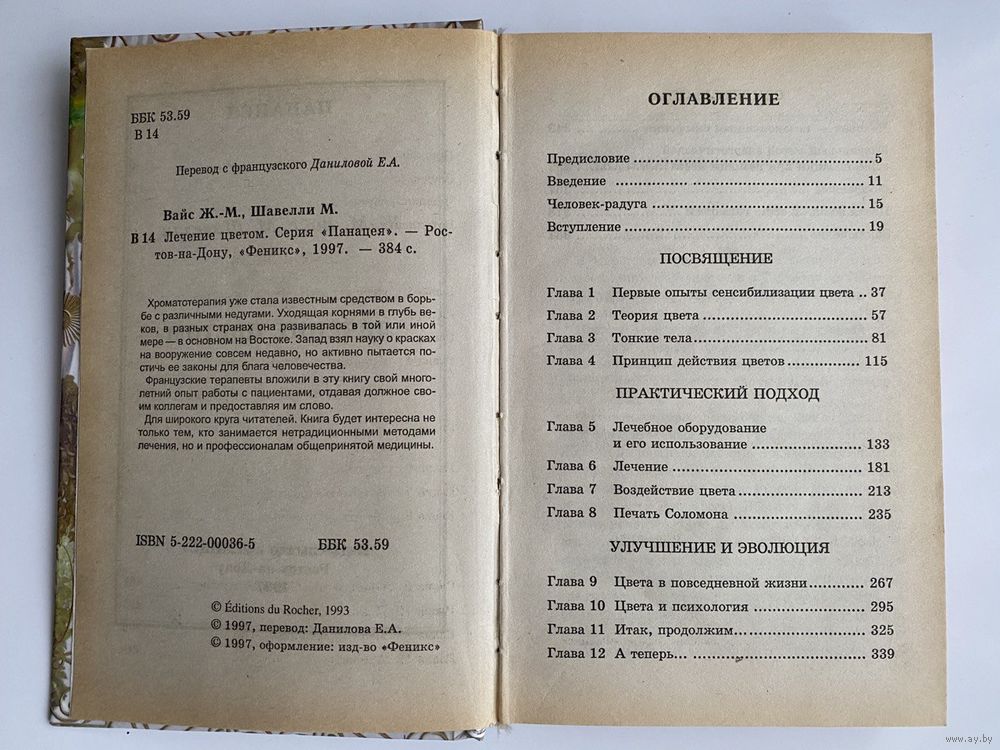 ББК 53.59
В 14
Перевод с французского Даниловой Е.А.
Вайс Ж.-М., Шавелли М.
В 14 Лечение цветом. Серия «Панацея». — Рос-
тов-на-Дону, «Феникс», 1997. — 384 с.
Хроматотерапия уже стала известным средством в борь-
бе с различными недугами. Уходящая корнями в глубь ве-
ков, в разных странах она развивалась в той или иной
мере — в основном на Востоке. Запад взял науку о красках
на вооружение совсем недавно, но активно пытается по-
стичь ее законы для блага человечества.
Французские терапевты вложили в эту книгу свой много-
летний опыт работы с пациентами, отдавая должное сво-
им коллегам и предоставляя им слово.
Для широкого круга читателей. Книга будет интересна не
только тем, кто занимается нетрадиционными методами
лечения, но и профессионалам общепринятой медицины.
ISBN 5-222-00036-5 ББК 53.59
© Éditions du Rocher, 1993
© 1997, перевод: Данилова Е.А.
© 1997, оформление: изд-во «Феникс»
ОГЛАВЛЕНИЕ
Предисловие ........ 5
Введение ........ 11
Человек-радуга ........ 15
Вступление ........ 19
ПОСВЯЩЕНИЕ
Глава 1 Первые опыты сенсибилизации цвета .. 37
Глава 2 Теория цвета ........ 57
Глава 3 Тонкие тела ........ 81
Глава 4 Принцип действия цветов ........ 115
ПРАКТИЧЕСКИЙ ПОДХОД
Глава 5 Лечебное оборудование
и его использование ........ 133
Глава 6 Лечение ........ 181
Глава 7 Воздействие цвета ........ 213
Глава 8 Печать Соломона ........ 235
УЛУЧШЕНИЕ И ЭВОЛЮЦИЯ
Глава 9 Цвета в повседневной жизни ........ 267
Глава 10 Цвета и психология ........ 295
Глава 11 Итак, продолжим... ........ 325
Глава 12 А теперь... ........ 339
www.ay.by